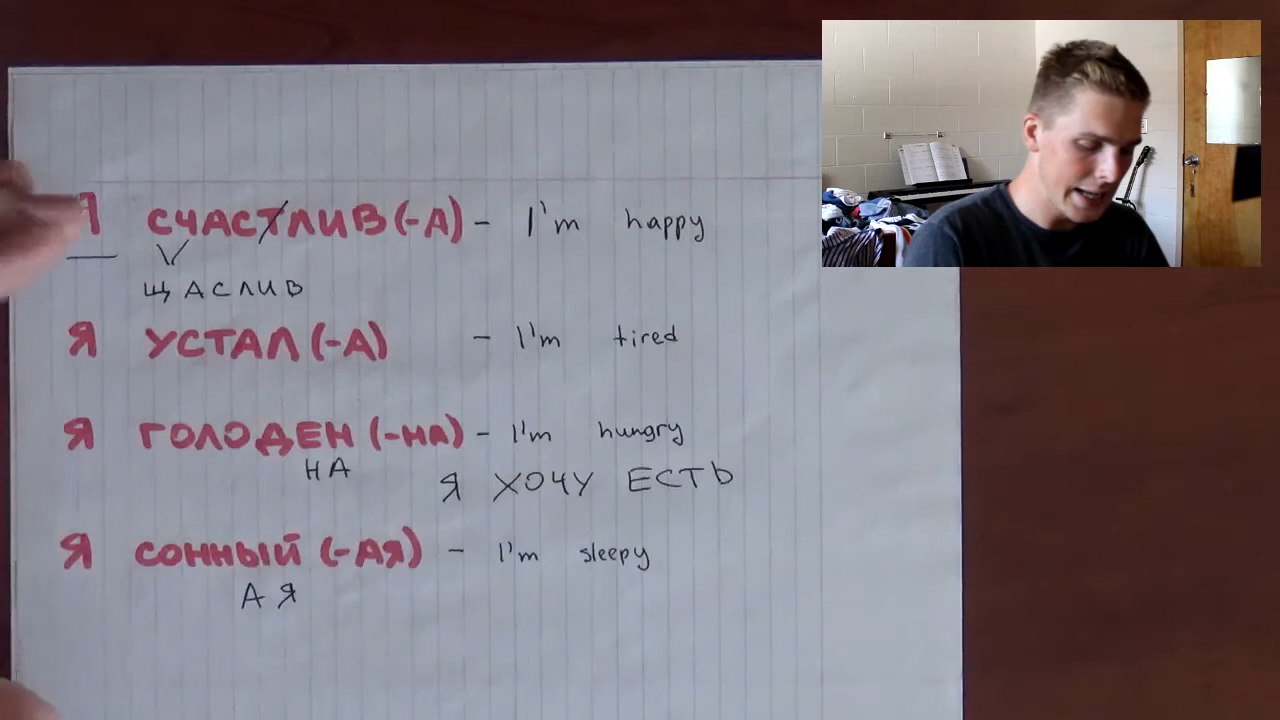 Я СЧАСТЛИВ (-А) - I'm happy
ЩАСЛИВ
Я УСТАЛ (-А) - I'm tired
Я ГОЛОДЕН (-НА) - I'm hungry
НА
Я ХОЧУ ЕСТЬ
Я СОННЫЙ (-АЯ) - I'm sleepy
АЯ